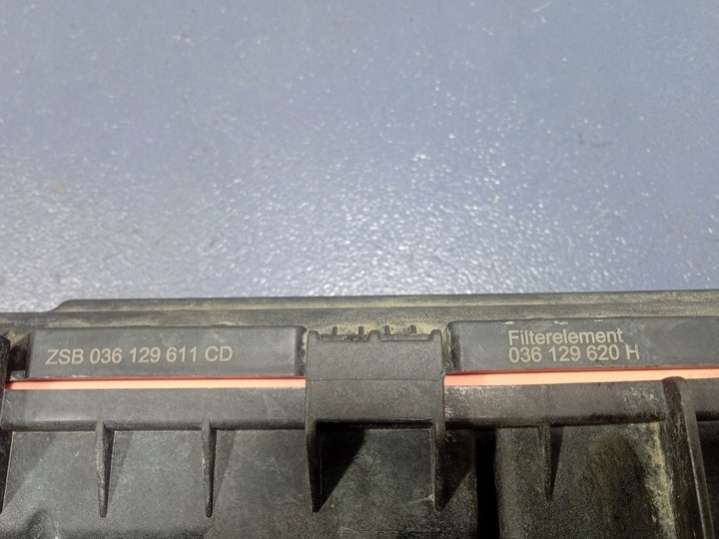 ZSB 036 129 611 CD
Filterelement
036 129 620 H